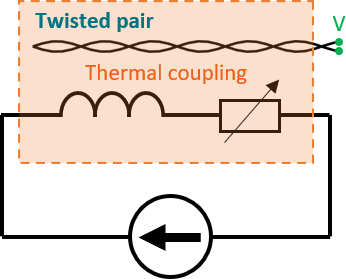 Twisted pair
V
Thermal coupling